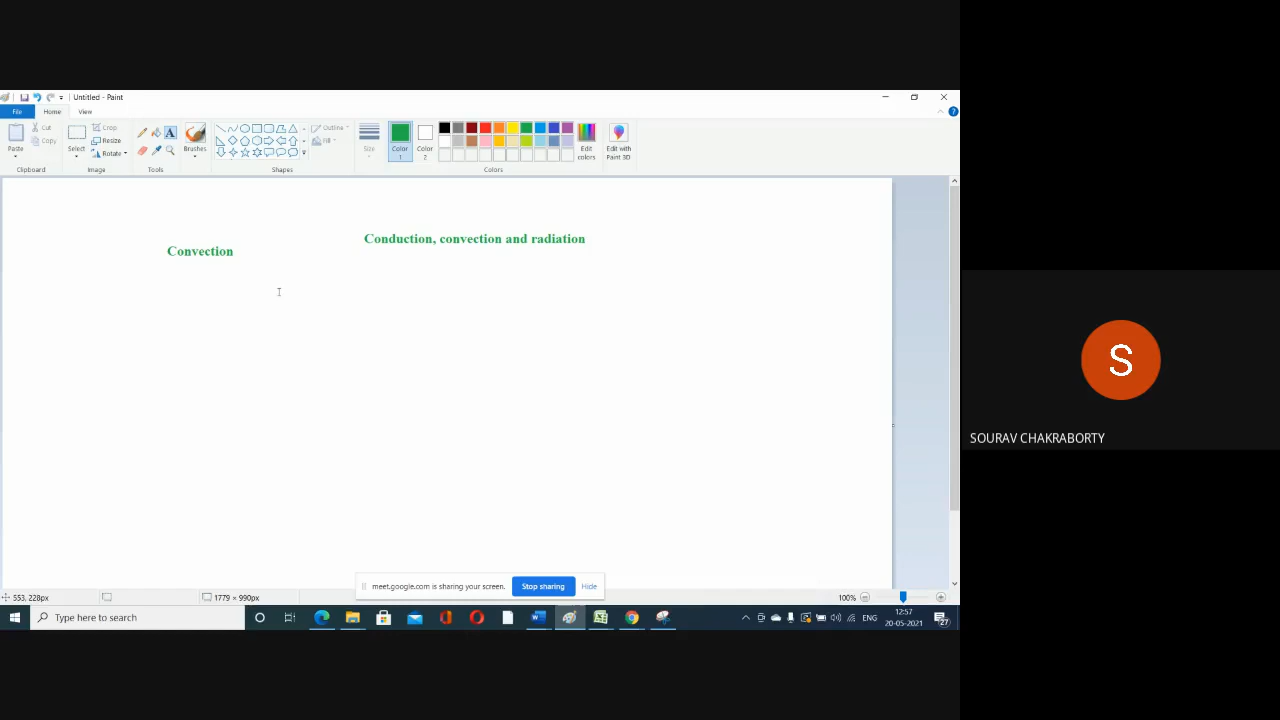 Untitled - Paint
File Home View
Cut
Copy
Paste
Clipboard
Crop
Resize
Rotate
Select
Image
Tools
Brushes
Outline
Fill
Shapes
Size
Color 1
Color 2
Edit colors
Edit with Paint 3D
Colors
Conduction, convection and radiation
Convection
S
SOURAV CHAKRABORTY
meet.google.com is sharing your screen. Stop sharing Hide
553, 228px
1779 × 990px
100%
Type here to search
ENG
12:57
20-05-2021
27